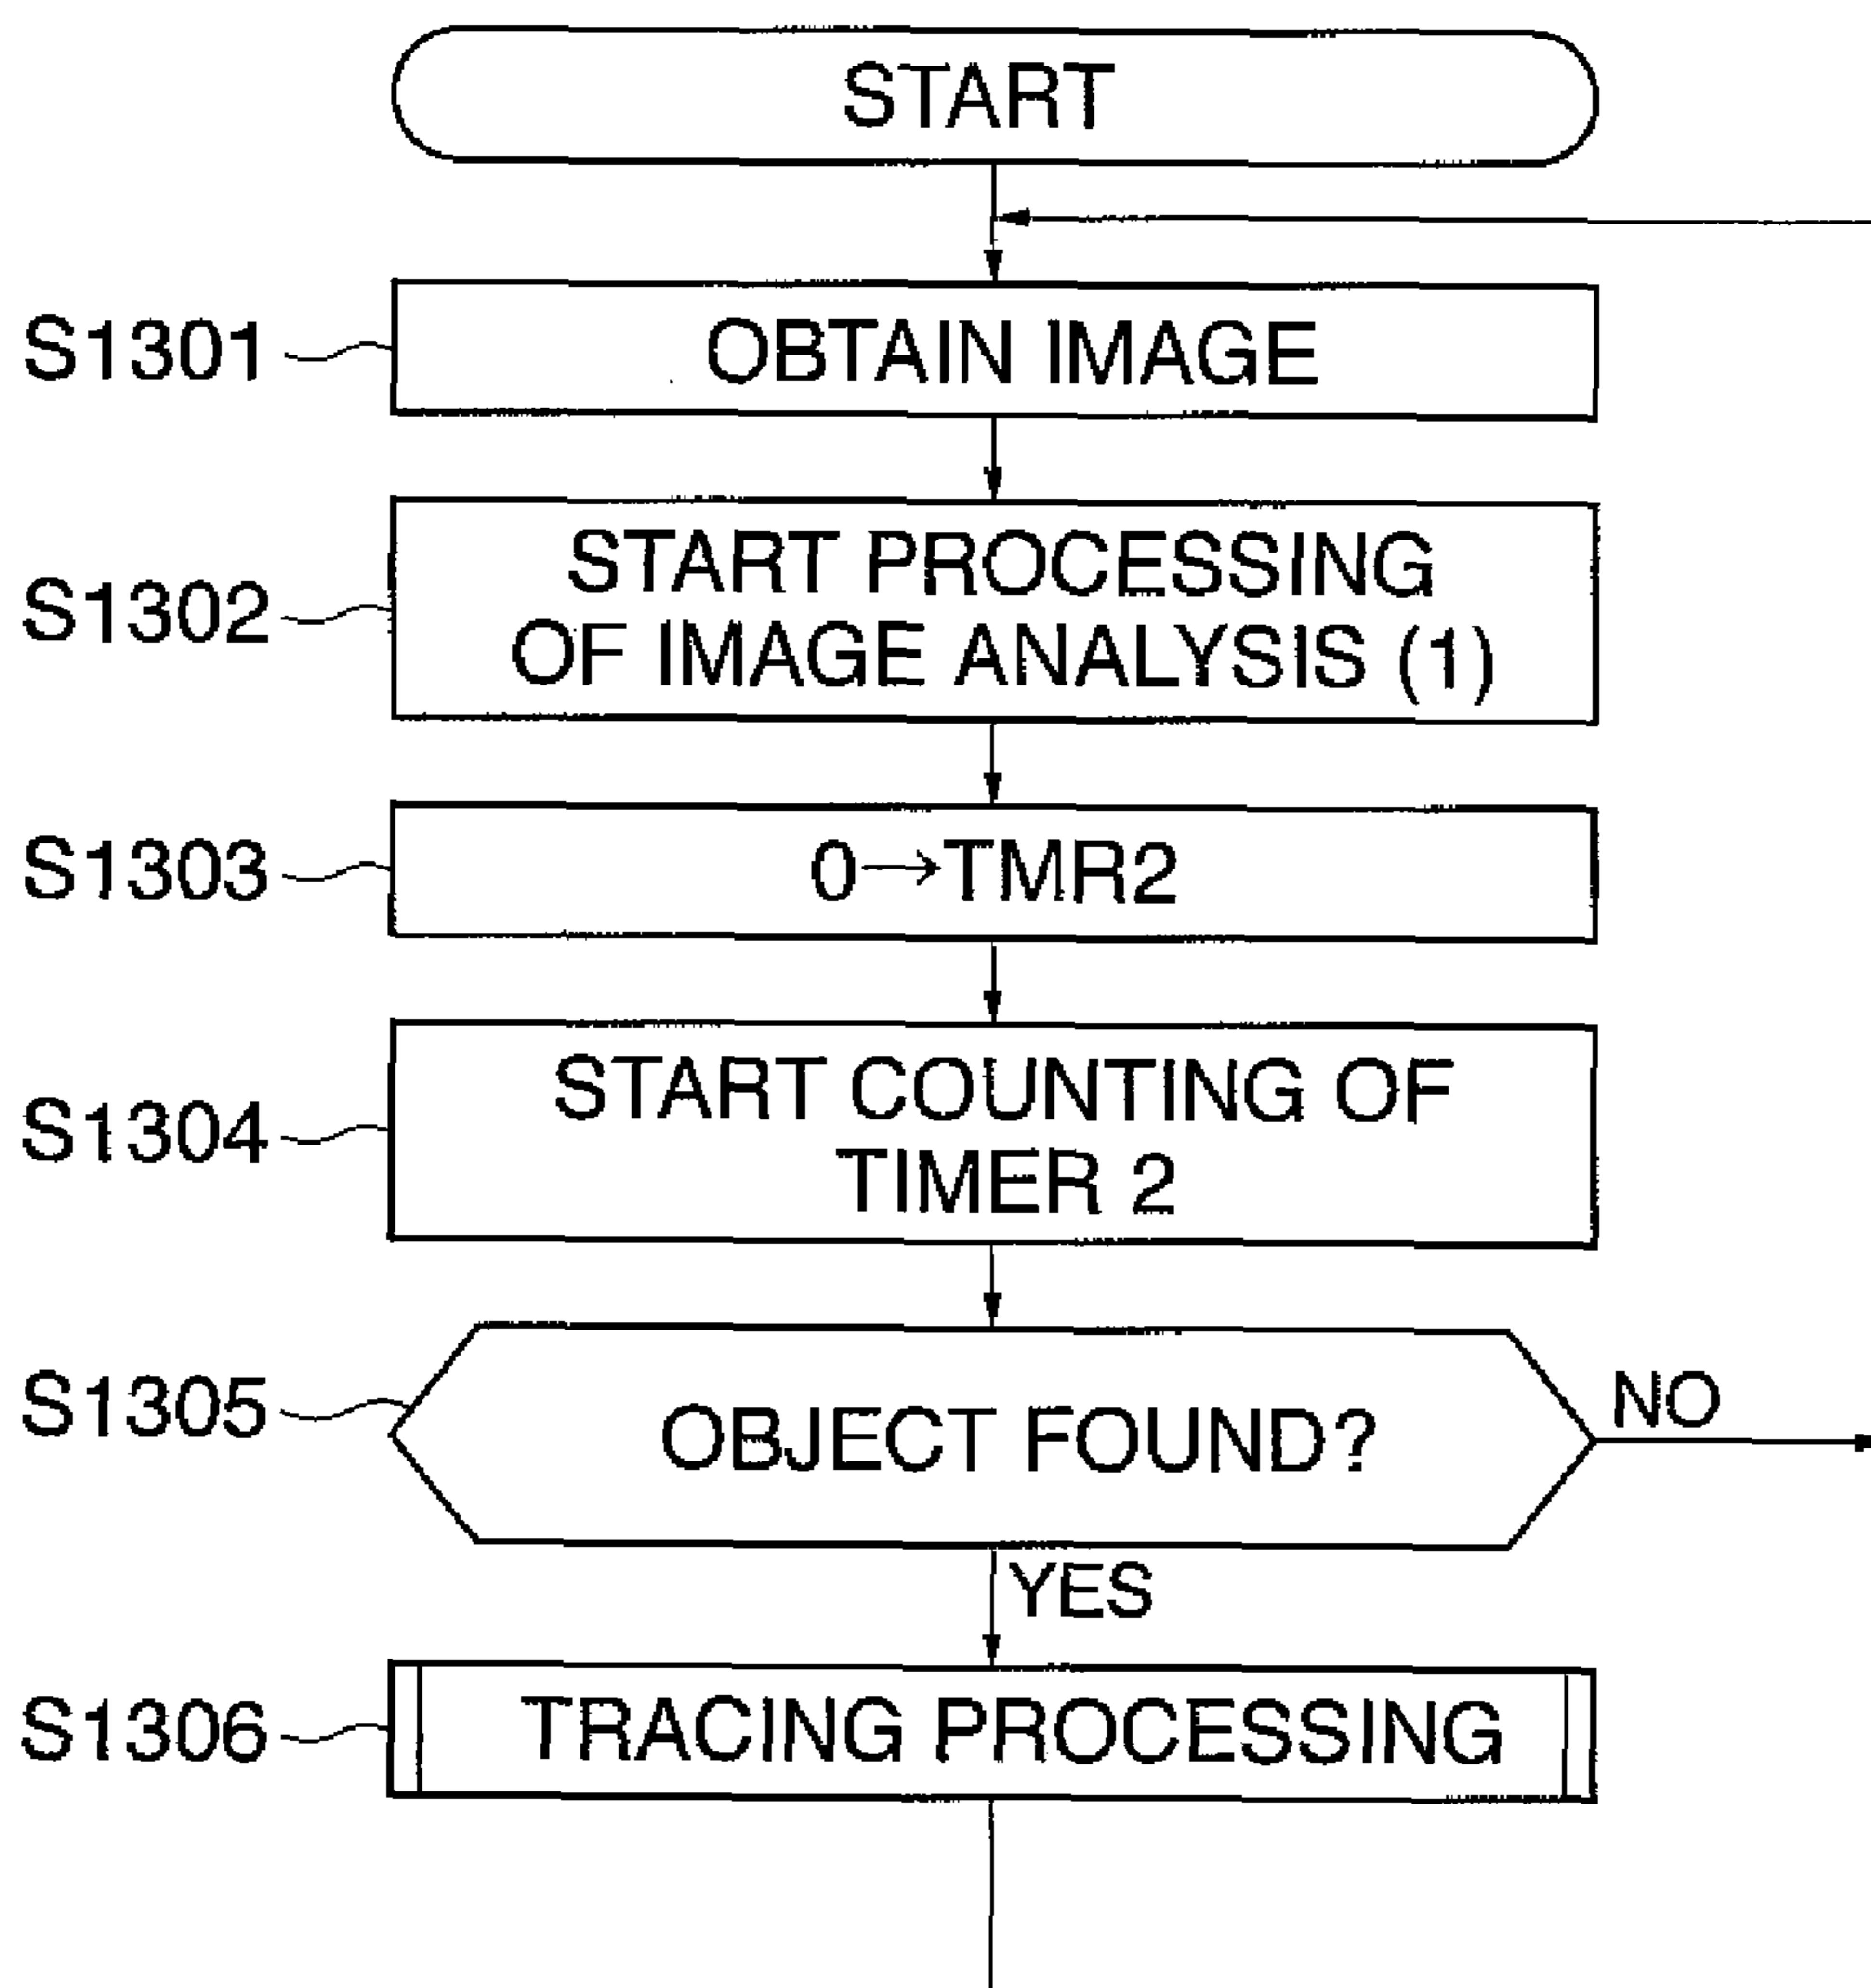 START
S1301
OBTAIN IMAGE
S1302
START PROCESSING
OF IMAGE ANALYSIS (1)
S1303
0→TMR2
S1304
START COUNTING OF
TIMER 2
S1305
OBJECT FOUND?
NO
YES
S1306
TRACING PROCESSING